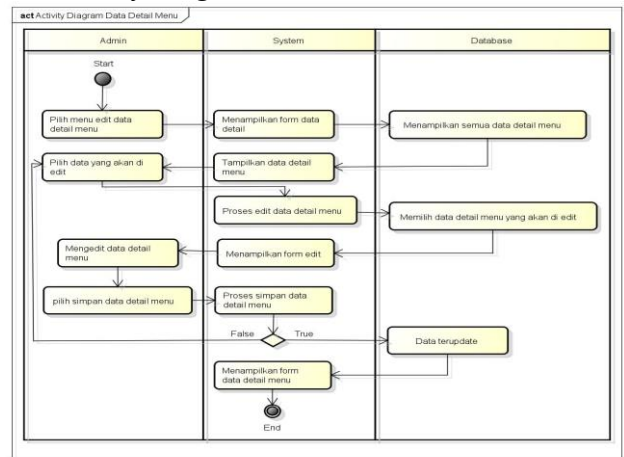 act Activity Diagram Data Detail Menu
Admin
System
Database
Start
Pilih menu edit data
detail menu
Menampilkan form data
detail
Menampilkan semua data detail menu
Pilih data yang akan di
edit
Tampilkan data detail
menu
Proses edit data detail menu
Memilih data detail menu yang akan di edit
Mengedit data detail
menu
Menampilkan form edit
pilih simpan data detail menu
Proses simpan data
detail menu
False
True
Data terupdate
Menampilkan form
data detail menu
End